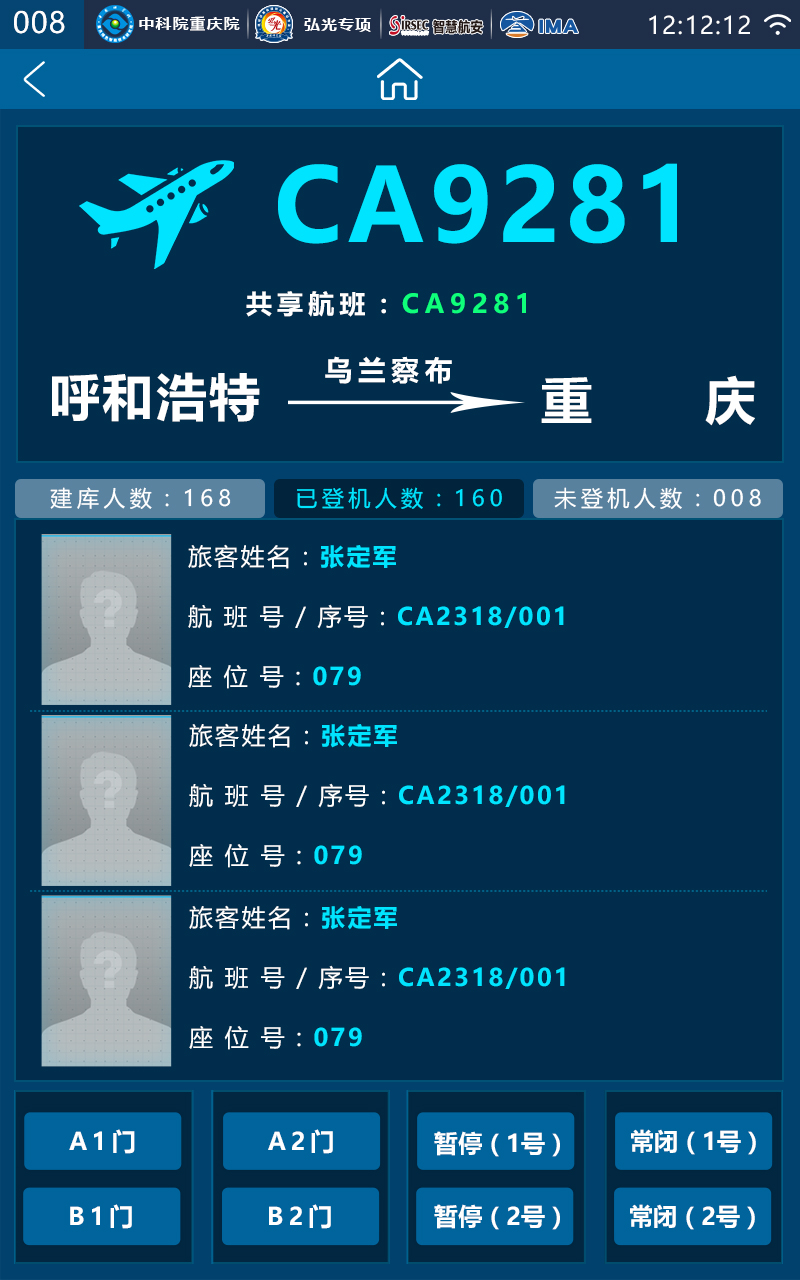 008 中科院重庆院 弘光专项 SiRSEC 智慧航安 IMA 12:12:12
CA9281
共享航班：CA9281
乌兰察布
呼和浩特 重 庆
建库人数：168 已登机人数：160 未登机人数：008
旅客姓名：张定军
航 班 号 / 序号：CA2318/001
座 位 号：079
旅客姓名：张定军
航 班 号 / 序号：CA2318/001
座 位 号：079
旅客姓名：张定军
航 班 号 / 序号：CA2318/001
座 位 号：079
A1门 A2门 暂停（1号） 常闭（1号）
B1门 B2门 暂停（2号） 常闭（2号）